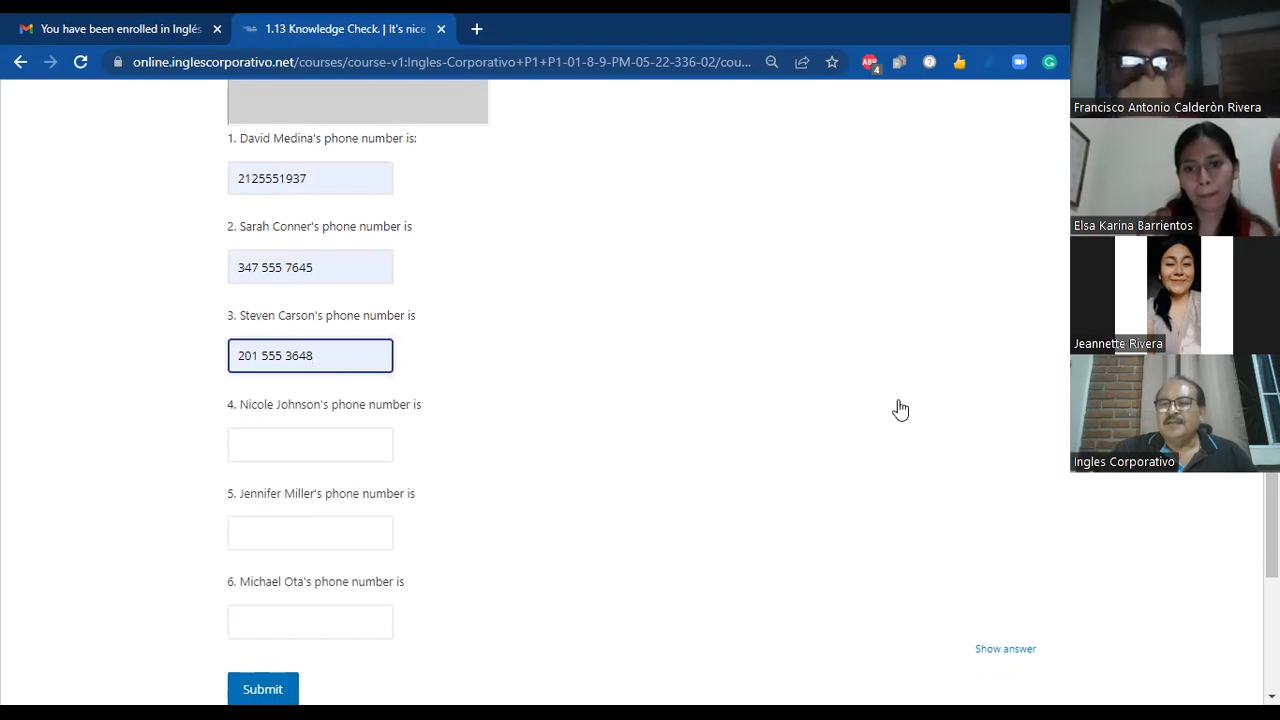 You have been enrolled in Inglés
1.13 Knowledge Check. | It's nice
online.inglescorporativo.net/courses/course-v1:Ingles-Corporativo+P1+P1-01-8-9-PM-05-22-336-02/cou...
ABP
4
1. David Medina's phone number is:
2125551937
2. Sarah Conner's phone number is
347 555 7645
3. Steven Carson's phone number is
201 555 3648
4. Nicole Johnson's phone number is
5. Jennifer Miller's phone number is
6. Michael Ota's phone number is
Show answer
Submit
Francisco Antonio Calderòn Rivera
Elsa Karina Barrientos
Jeannette Rivera
Ingles Corporativo